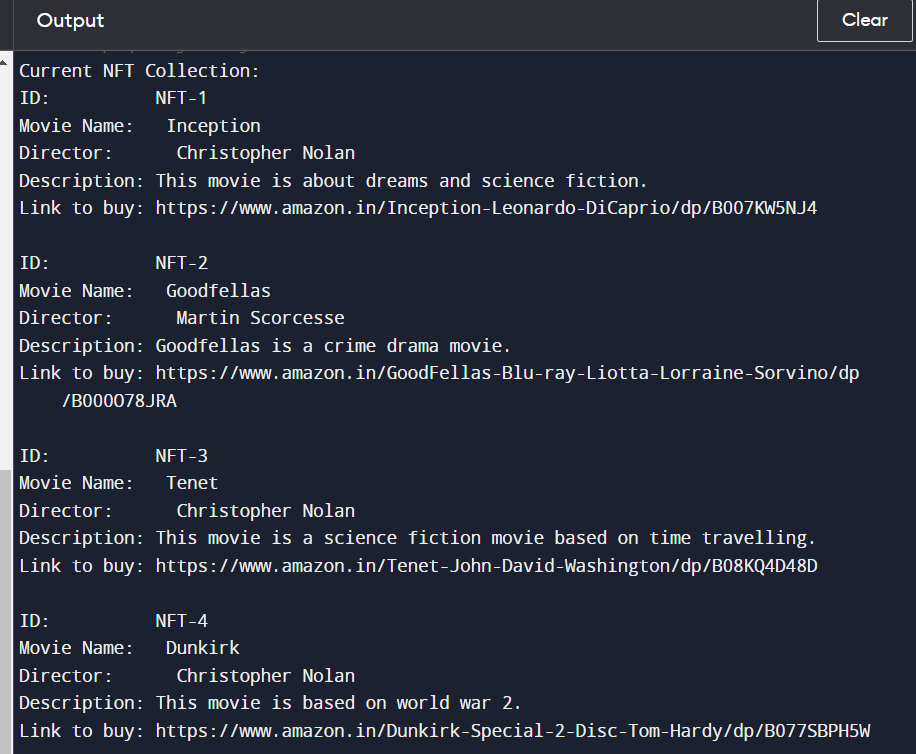 Output
Clear
Current NFT Collection:
ID: NFT-1
Movie Name: Inception
Director: Christopher Nolan
Description: This movie is about dreams and science fiction.
Link to buy: https://www.amazon.in/Inception-Leonardo-DiCaprio/dp/B007KW5NJ4
ID: NFT-2
Movie Name: Goodfellas
Director: Martin Scorcesse
Description: Goodfellas is a crime drama movie.
Link to buy: https://www.amazon.in/GoodFellas-Blu-ray-Liotta-Lorraine-Sorvino/dp
/B000O78JRA
ID: NFT-3
Movie Name: Tenet
Director: Christopher Nolan
Description: This movie is a science fiction movie based on time travelling.
Link to buy: https://www.amazon.in/Tenet-John-David-Washington/dp/B08KQ4D48D
ID: NFT-4
Movie Name: Dunkirk
Director: Christopher Nolan
Description: This movie is based on world war 2.
Link to buy: https://www.amazon.in/Dunkirk-Special-2-Disc-Tom-Hardy/dp/B077SBPH5W